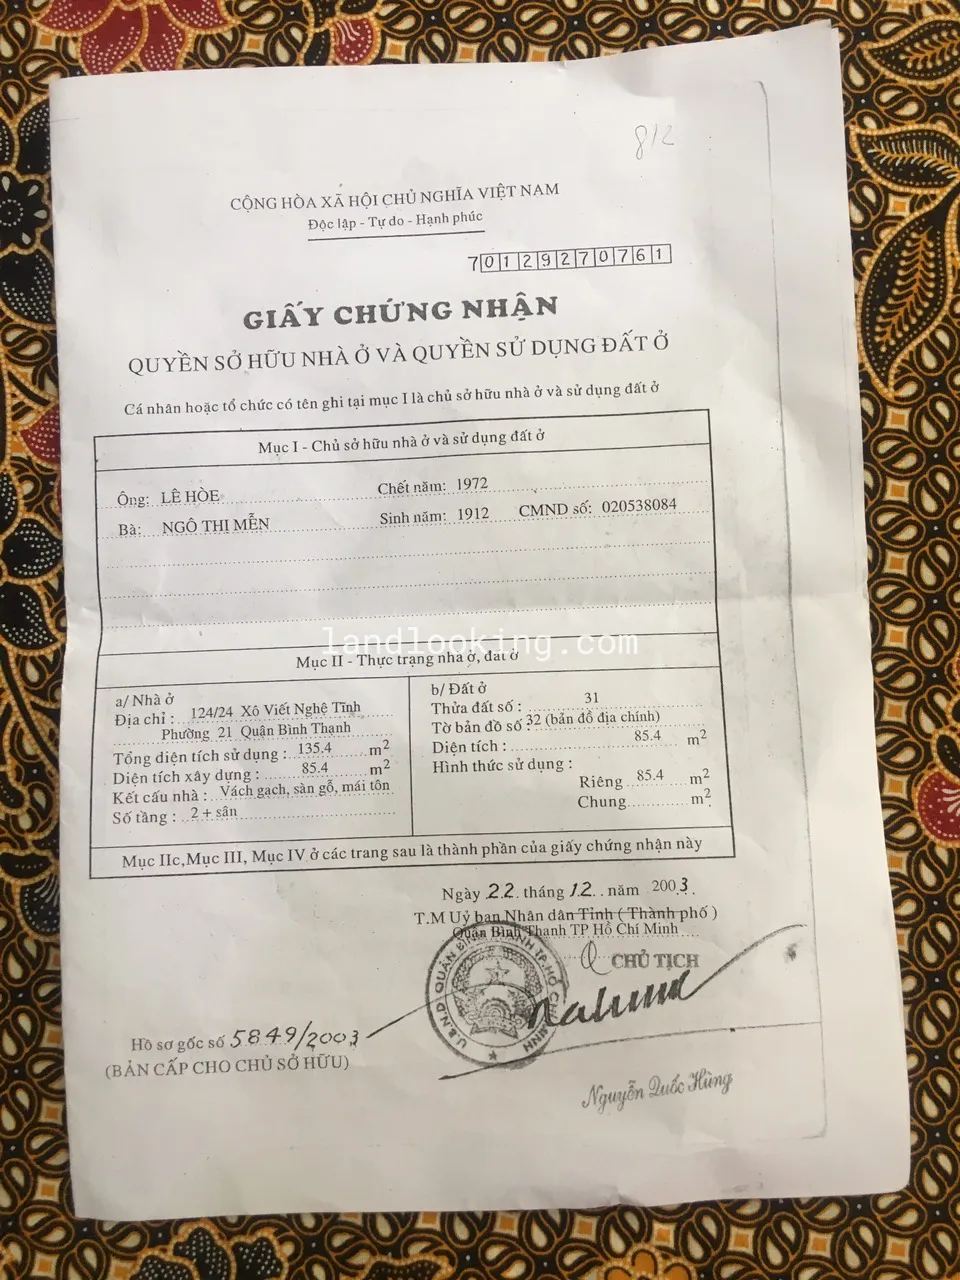 812
CỘNG HÒA XÃ HỘI CHỦ NGHĨA VIỆT NAM
Độc lập - Tự do - Hạnh phúc
70129270761
GIẤY CHỨNG NHẬN
QUYỀN SỞ HỮU NHÀ Ở VÀ QUYỀN SỬ DỤNG ĐẤT Ở
Cá nhân hoặc tổ chức có tên ghi tại mục I là chủ sở hữu nhà ở và sử dụng đất ở
Mục I - Chủ sở hữu nhà ở và sử dụng đất ở
Ông: LÊ HÒE Chết năm: 1972
Bà: NGÔ THỊ MỄN Sinh năm: 1912 CMND số: 020538084
landlooking.com
Mục II - Thực trạng nhà ở, đất ở
a/ Nhà ở
Địa chỉ : 124/24 Xô Viết Nghệ Tĩnh
Phường 21 Quận Bình Thạnh
Tổng diện tích sử dụng : 135.4 m2
Diện tích xây dựng : 85.4 m2
Kết cấu nhà : Vách gạch, sàn gỗ, mái tôn
Số tầng : 2 + sân
b/ Đất ở
Thửa đất số : 31
Tờ bản đồ số : 32 (bản đồ địa chính)
Diện tích : 85.4 m2
Hình thức sử dụng :
Riêng 85.4 m2
Chung m2
Mục IIc,Mục III, Mục IV ở các trang sau là thành phần của giấy chứng nhận này
Ngày 22 tháng 12 năm 2003
T.M Uỷ ban Nhân dân Tỉnh ( Thành phố )
Quận Bình Thạnh TP Hồ Chí Minh
CHỦ TỊCH
U.B.N.D QUẬN BÌNH THẠNH TP. HỒ CHÍ MINH
Hồ sơ gốc số 5849/2003
(BẢN CẤP CHO CHỦ SỞ HỮU)
Nguyễn Quốc Hùng